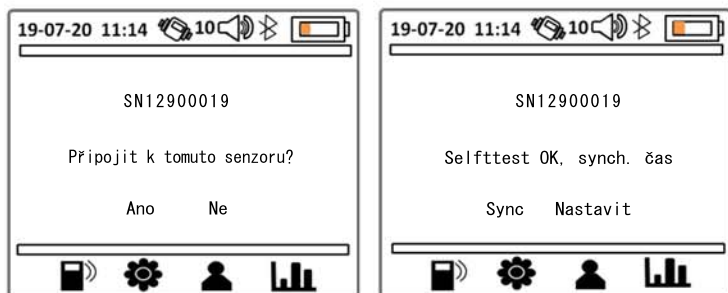 19-07-20 11:14 10
SN12900019
Připojit k tomuto senzoru?
Ano Ne
19-07-20 11:14 10
SN12900019
Selfttest OK, synch. čas
Sync Nastavit